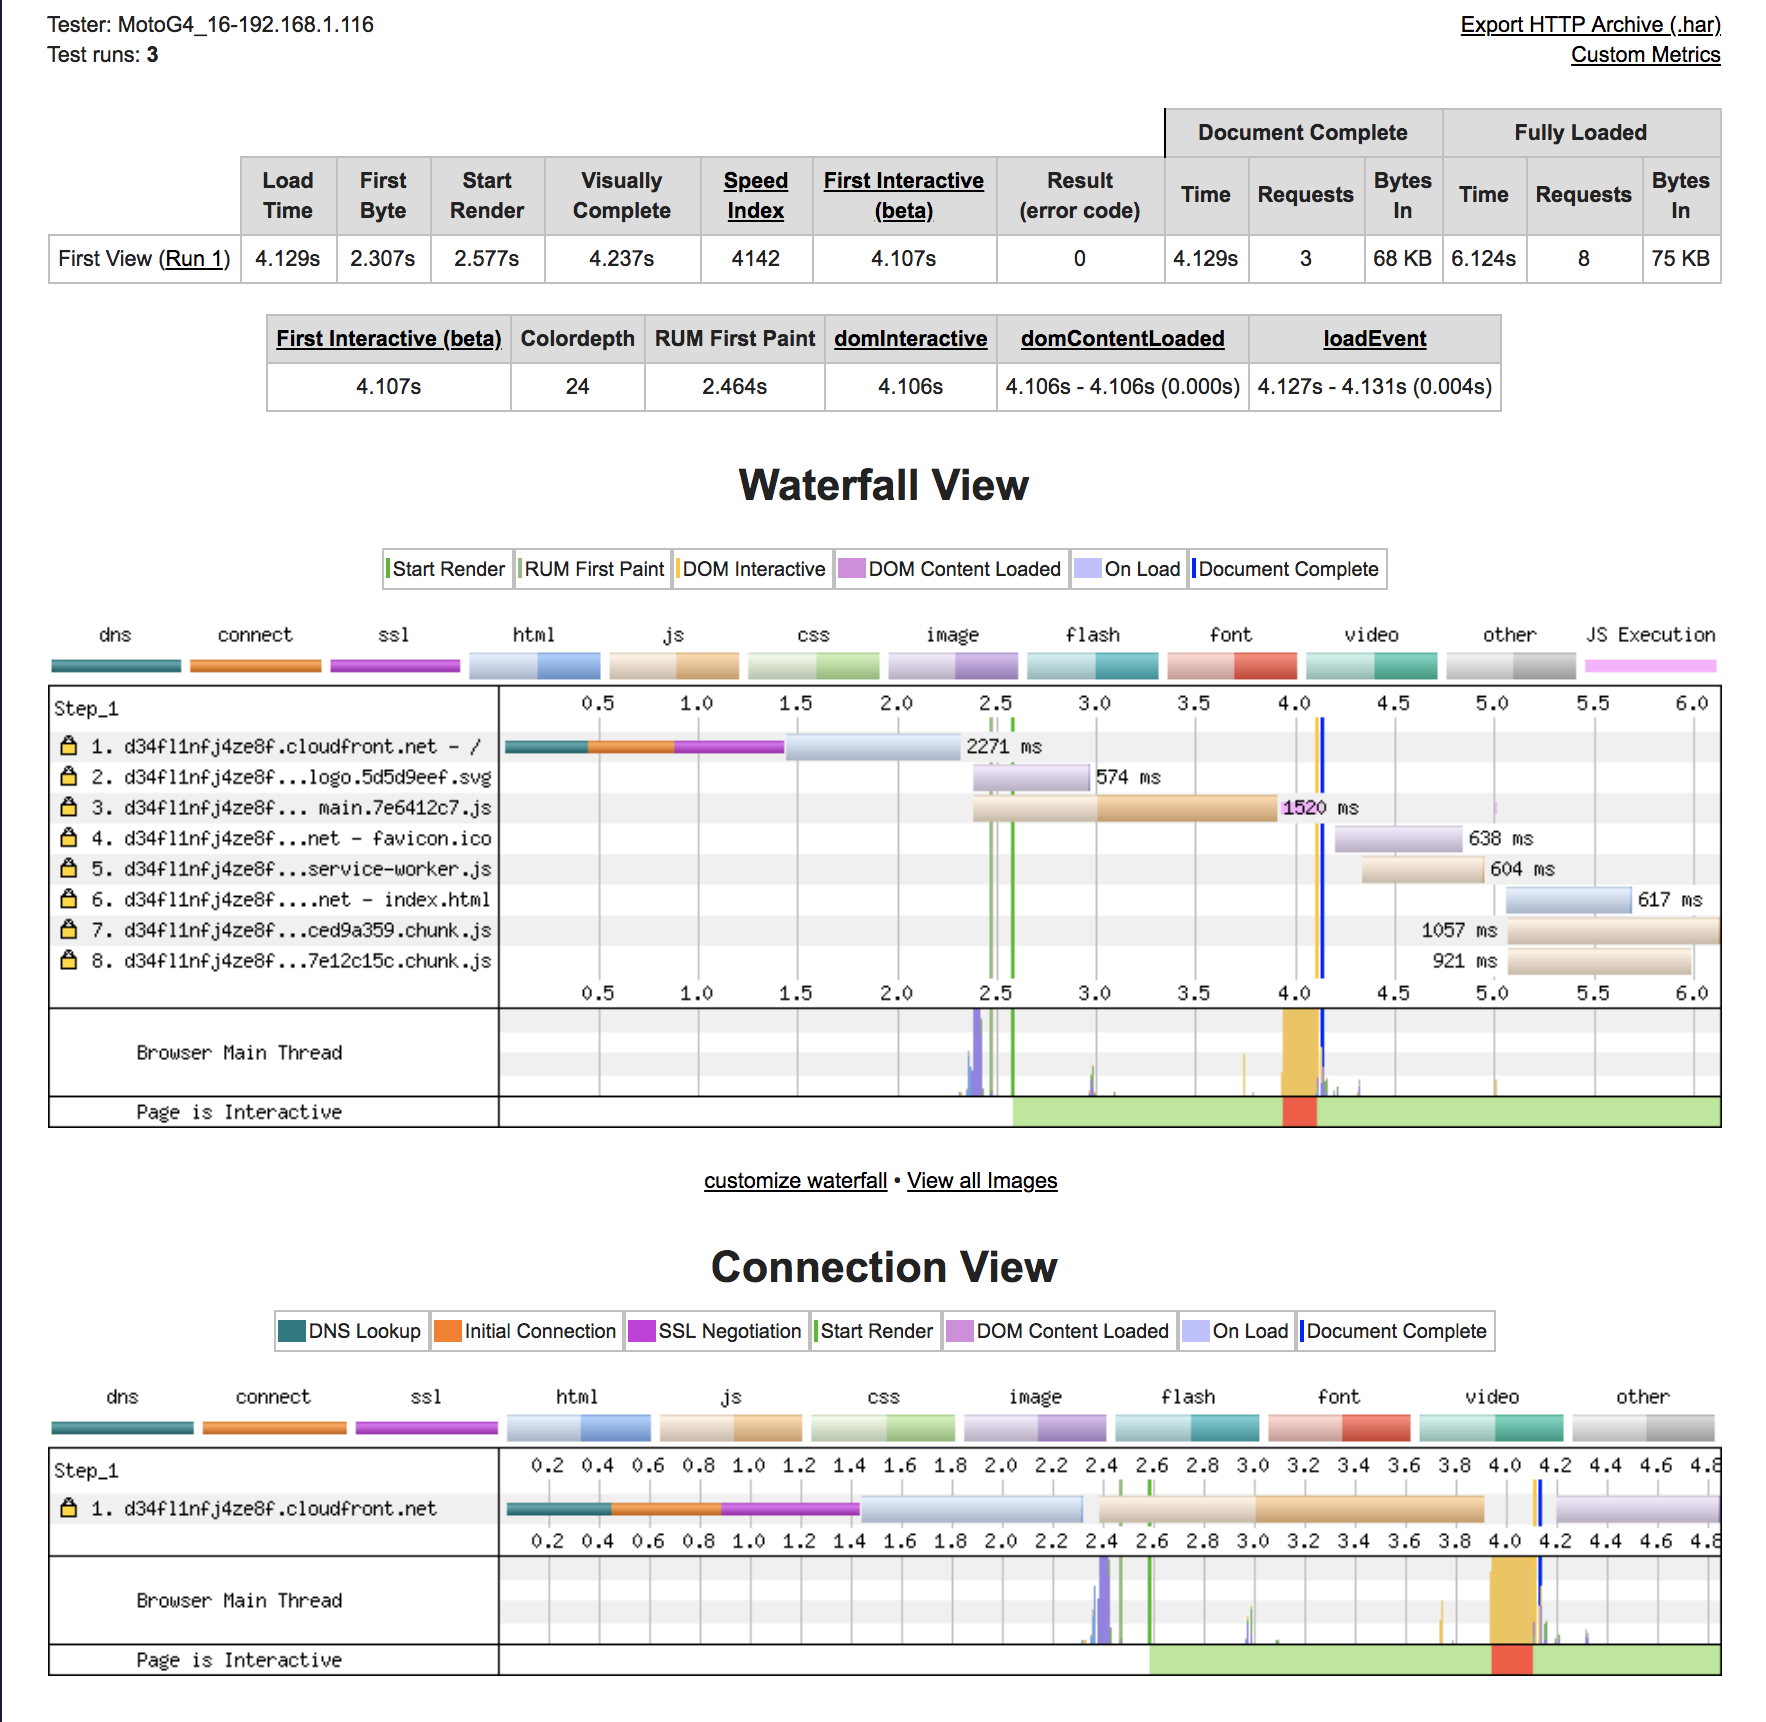 Tester: MotoG4_16-192.168.1.116
Export HTTP Archive (.har)
Test runs: 3
Custom Metrics
Document Complete Fully Loaded
Load Time First Byte Start Render Visually Complete Speed Index First Interactive (beta) Result (error code) Time Requests Bytes In Time Requests Bytes In
First View (Run 1) 4.129s 2.307s 2.577s 4.237s 4142 4.107s 0 4.129s 3 68 KB 6.124s 8 75 KB
First Interactive (beta) Colordepth RUM First Paint domInteractive domContentLoaded loadEvent
4.107s 24 2.464s 4.106s 4.106s - 4.106s (0.000s) 4.127s - 4.131s (0.004s)
Waterfall View
Start Render RUM First Paint DOM Interactive DOM Content Loaded On Load Document Complete
dns connect ssl html js css image flash font video other JS Execution
Step_1 0.5 1.0 1.5 2.0 2.5 3.0 3.5 4.0 4.5 5.0 5.5 6.0
1. d34fl1nfj4ze8f.cloudfront.net - / 2271 ms
2. d34fl1nfj4ze8f...logo.5d5d9eef.svg 574 ms
3. d34fl1nfj4ze8f... main.7e6412c7.js 1520 ms
4. d34fl1nfj4ze8f...net - favicon.ico 638 ms
5. d34fl1nfj4ze8f...service-worker.js 604 ms
6. d34fl1nfj4ze8f....net - index.html 617 ms
7. d34fl1nfj4ze8f...ced9a359.chunk.js 1057 ms
8. d34fl1nfj4ze8f...7e12c15c.chunk.js 921 ms
0.5 1.0 1.5 2.0 2.5 3.0 3.5 4.0 4.5 5.0 5.5 6.0
Browser Main Thread
Page is Interactive
customize waterfall • View all Images
Connection View
DNS Lookup Initial Connection SSL Negotiation Start Render DOM Content Loaded On Load Document Complete
dns connect ssl html js css image flash font video other
Step_1 0.2 0.4 0.6 0.8 1.0 1.2 1.4 1.6 1.8 2.0 2.2 2.4 2.6 2.8 3.0 3.2 3.4 3.6 3.8 4.0 4.2 4.4 4.6 4.8
1. d34fl1nfj4ze8f.cloudfront.net
0.2 0.4 0.6 0.8 1.0 1.2 1.4 1.6 1.8 2.0 2.2 2.4 2.6 2.8 3.0 3.2 3.4 3.6 3.8 4.0 4.2 4.4 4.6 4.8
Browser Main Thread
Page is Interactive